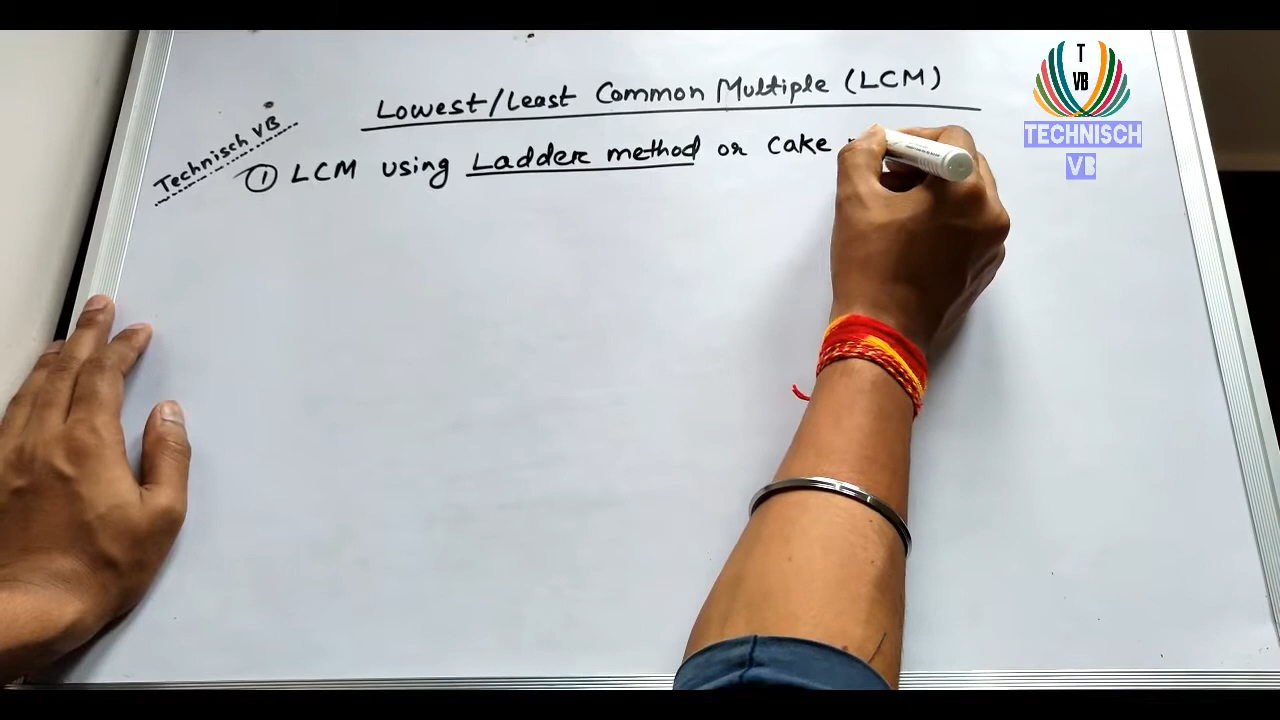 Lowest/Least Common Multiple (LCM)
Technisch VB
① LCM using Ladder method or cake
T
VB
TECHNISCH
VB